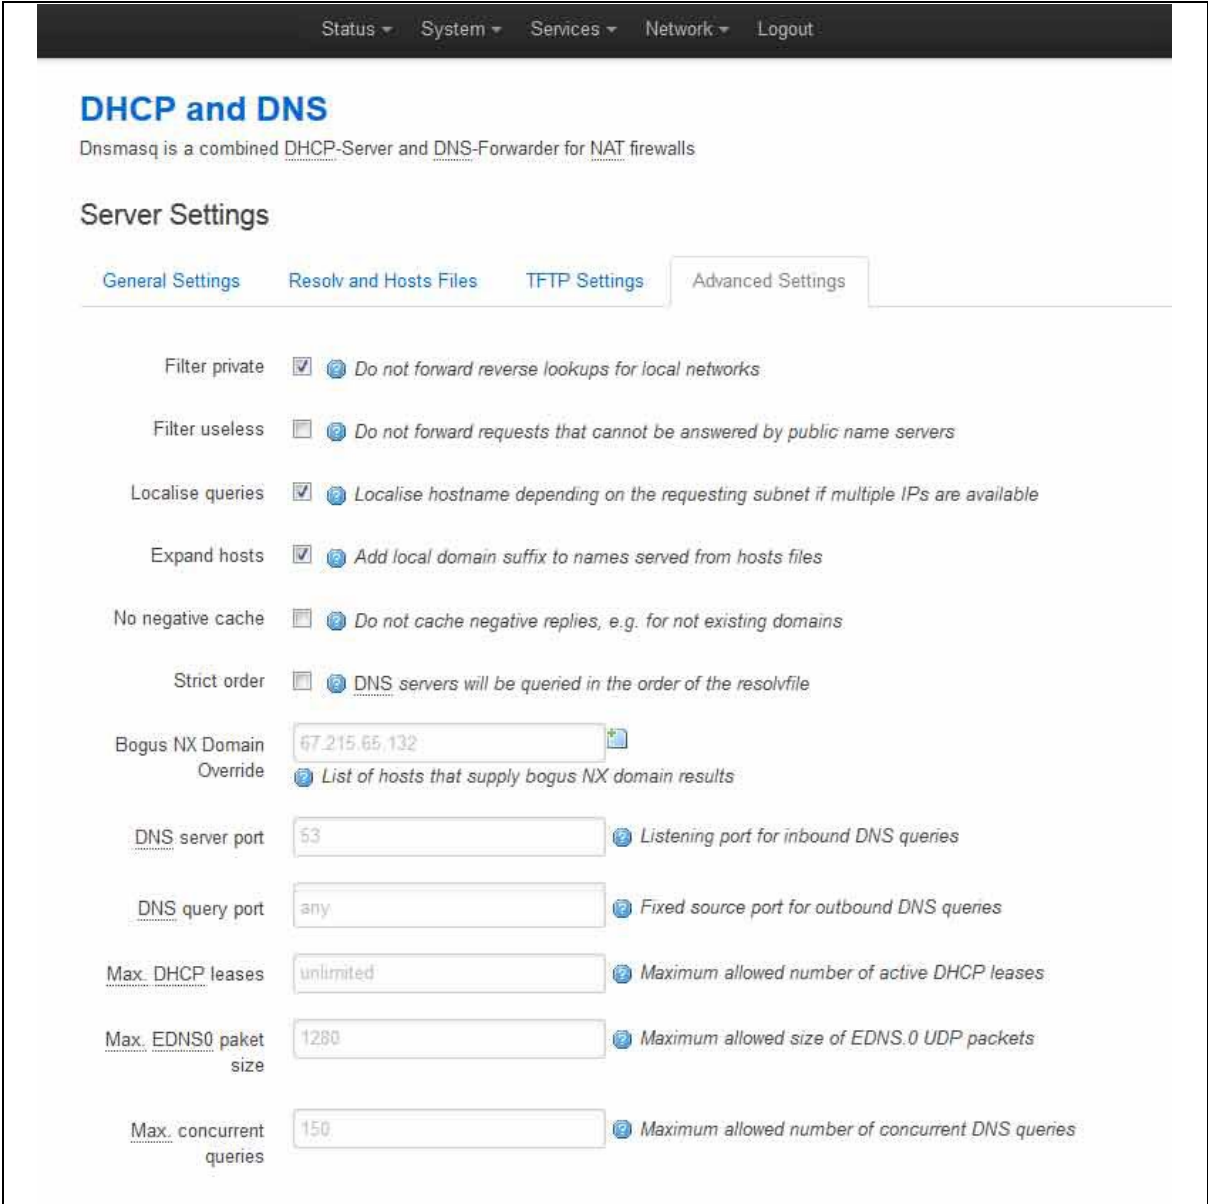 Status System Services Network Logout
DHCP and DNS
Dnsmasq is a combined DHCP-Server and DNS-Forwarder for NAT firewalls
Server Settings
General Settings Resolv and Hosts Files TFTP Settings Advanced Settings
Filter private Do not forward reverse lookups for local networks
Filter useless Do not forward requests that cannot be answered by public name servers
Localise queries Localise hostname depending on the requesting subnet if multiple IPs are available
Expand hosts Add local domain suffix to names served from hosts files
No negative cache Do not cache negative replies, e.g. for not existing domains
Strict order DNS servers will be queried in the order of the resolvfile
Bogus NX Domain Override 67.215.65.132
List of hosts that supply bogus NX domain results
DNS server port 53 Listening port for inbound DNS queries
DNS query port any Fixed source port for outbound DNS queries
Max. DHCP leases unlimited Maximum allowed number of active DHCP leases
Max. EDNS0 paket size 1280 Maximum allowed size of EDNS.0 UDP packets
Max. concurrent queries 150 Maximum allowed number of concurrent DNS queries